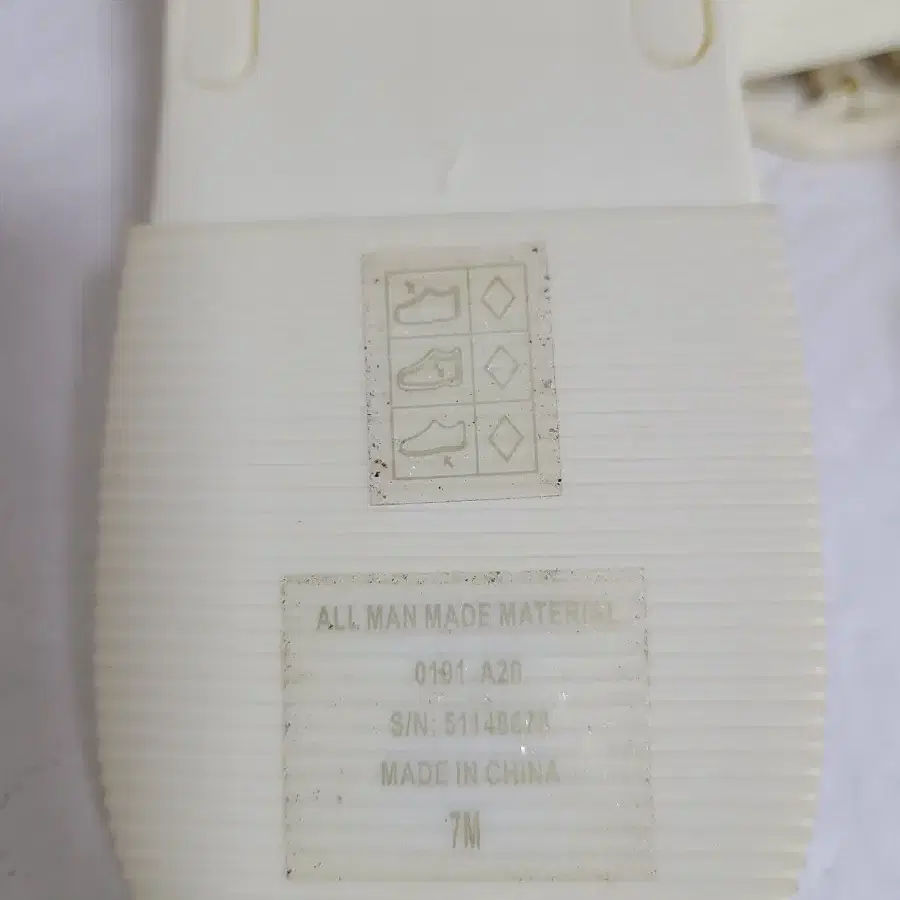 ALL MAN MADE MATERIAL
0191 A20
S/N:
MADE IN CHINA
7M